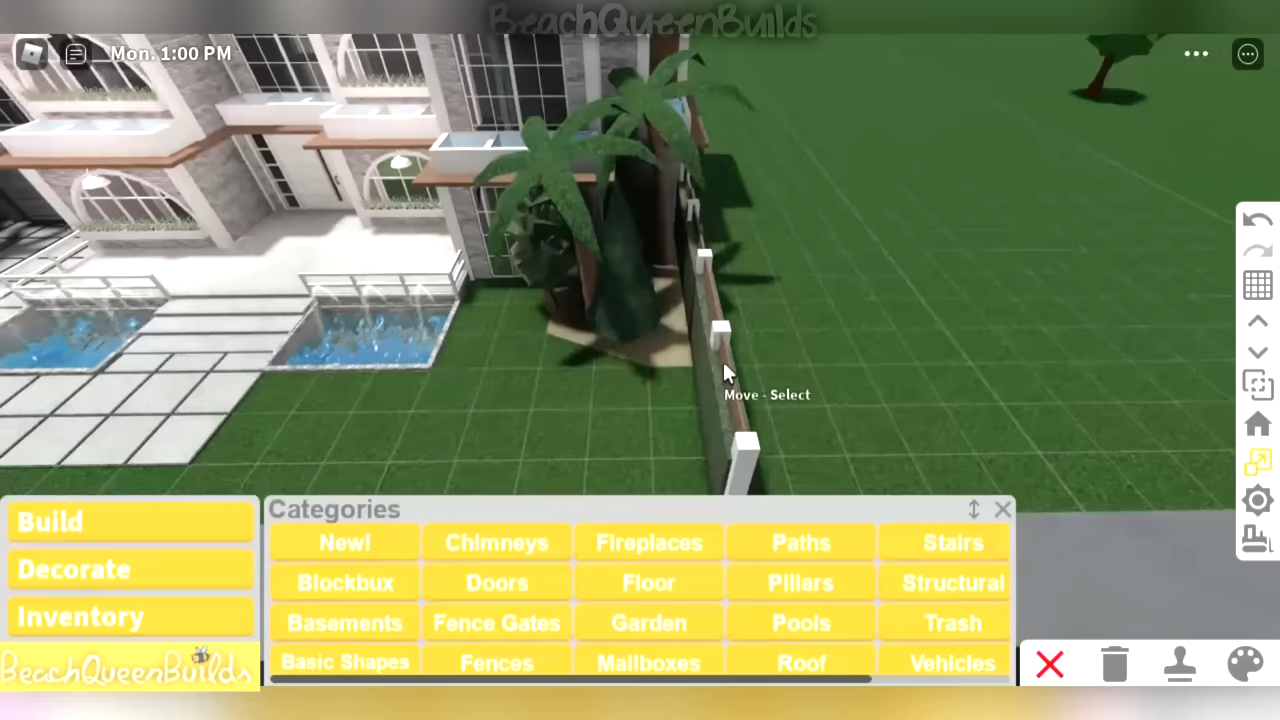 BeachQueenBuilds
Mon. 1:00 PM
Move - Select
Build
Decorate
Inventory
BeachQueenBuilds
Categories
New! Chimneys Fireplaces Paths Stairs
Blockbux Doors Floor Pillars Structural
Basements Fence Gates Garden Pools Trash
Basic Shapes Fences Mailboxes Roof Vehicles